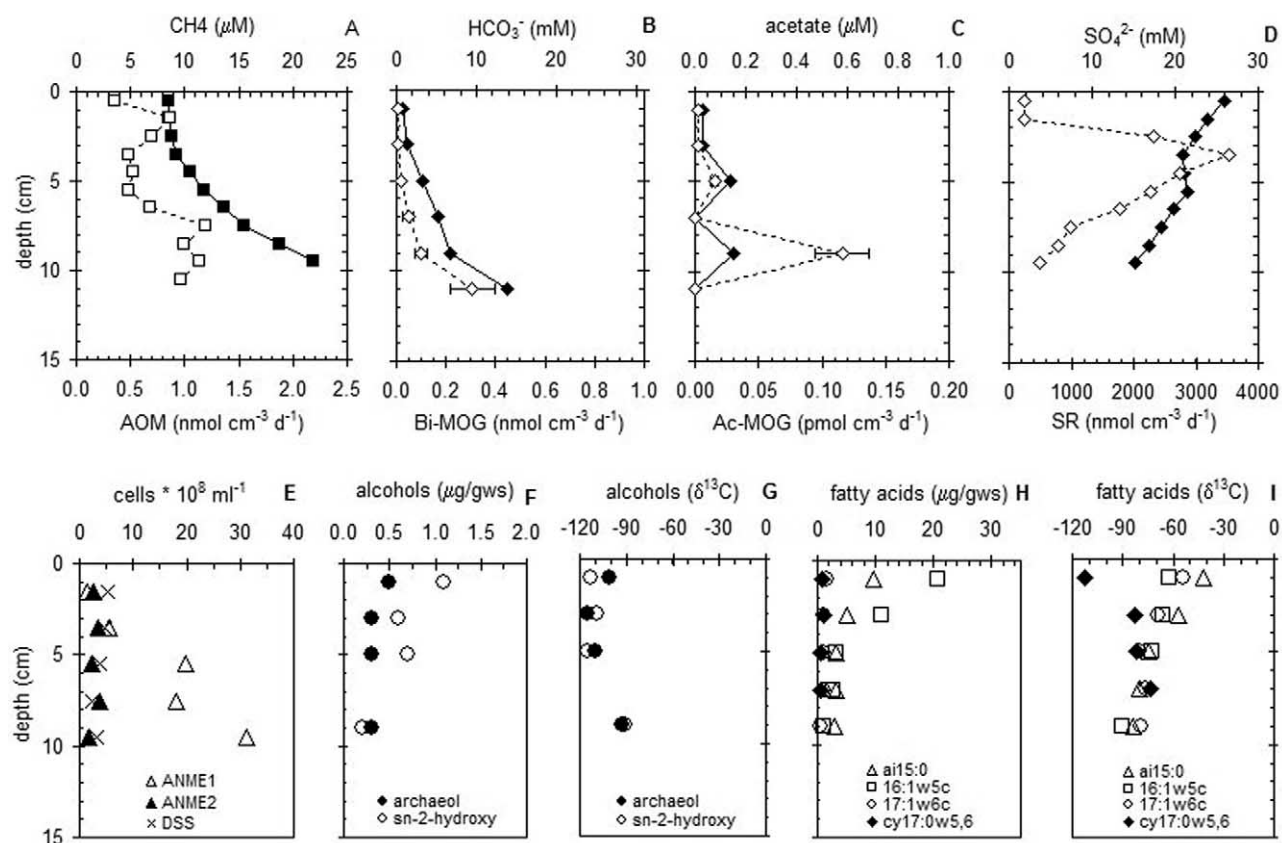 CH4 (μM) A
0 5 10 15 20 25
HCO₃⁻ (mM) B
0 10 20 30
acetate (μM) C
0.0 0.2 0.4 0.6 0.8 1.0
SO₄²⁻ (mM) D
0 10 20 30
depth (cm)
0
5
10
15
0.0 0.5 1.0 1.5 2.0 2.5
AOM (nmol cm⁻³ d⁻¹)
0.0 0.2 0.4 0.6 0.8 1.0
Bi-MOG (nmol cm⁻³ d⁻¹)
0.00 0.05 0.10 0.15 0.20
Ac-MOG (pmol cm⁻³ d⁻¹)
0 1000 2000 3000 4000
SR (nmol cm⁻³ d⁻¹)
cells * 10⁸ ml⁻¹ E
0 10 20 30 40
alcohols (μg/gws) F
0.0 0.5 1.0 1.5 2.0
alcohols (δ¹³C) G
-120 -90 -60 -30 0
fatty acids (μg/gws) H
0 10 20 30
fatty acids (δ¹³C) I
-120 -90 -60 -30 0
depth (cm)
0
5
10
15
ANME1
ANME2
DSS
archaeol
sn-2-hydroxy
archaeol
sn-2-hydroxy
ai15:0
16:1w5c
17:1w6c
cy17:0w5,6
ai15:0
16:1w5c
17:1w6c
cy17:0w5,6